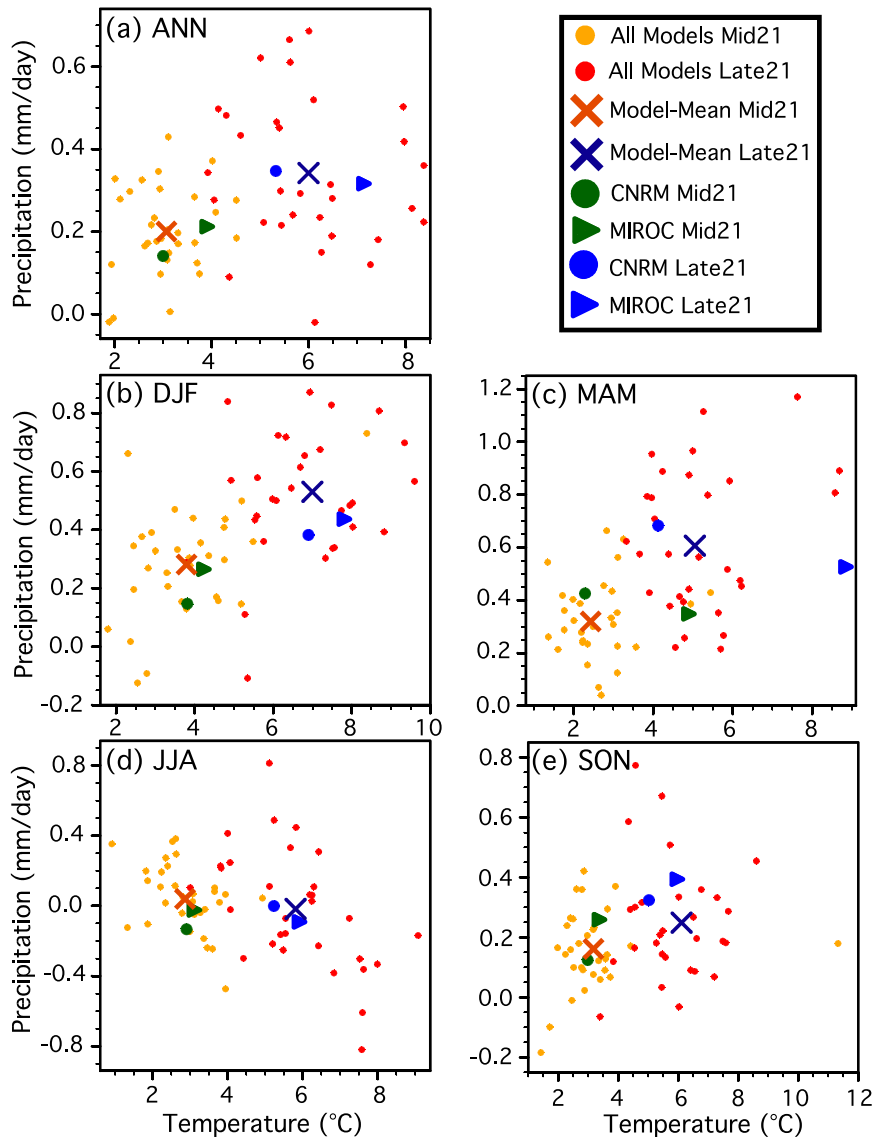 (a) ANN
Precipitation (mm/day)
0.6
0.4
0.2
0.0
2 4 6 8
All Models Mid21
All Models Late21
Model-Mean Mid21
Model-Mean Late21
CNRM Mid21
MIROC Mid21
CNRM Late21
MIROC Late21
(b) DJF
Precipitation (mm/day)
0.8
0.6
0.4
0.2
0.0
-0.2
2 4 6 8 10
(c) MAM
1.2
1.0
0.8
0.6
0.4
0.2
0.0
2 4 6 8
(d) JJA
Precipitation (mm/day)
0.8
0.4
0.0
-0.4
-0.8
2 4 6 8
Temperature (°C)
(e) SON
0.8
0.6
0.4
0.2
0.0
-0.2
2 4 6 8 10 12
Temperature (°C)